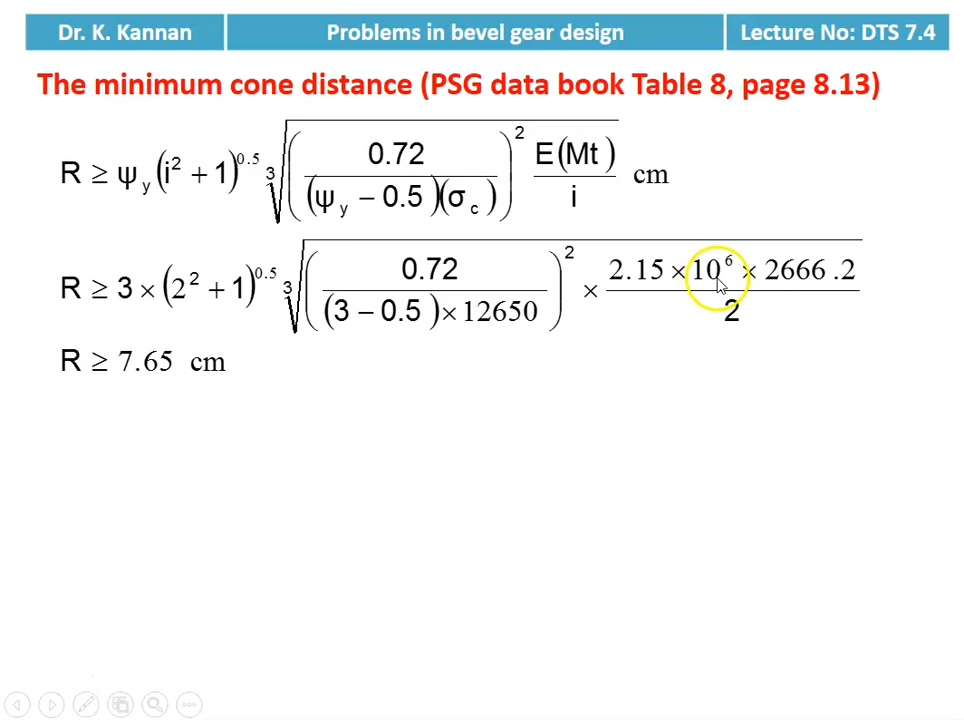 Dr. K. Kannan Problems in bevel gear design Lecture No: DTS 7.4
The minimum cone distance (PSG data book Table 8, page 8.13)
R ≥ ψy (i² + 1)^0.5 ∛((0.72 / ((ψy − 0.5)(σc)))² E(Mt) / i) cm
R ≥ 3 × (2² + 1)^0.5 ∛((0.72 / ((3 − 0.5) × 12650))² × (2.15 × 10⁶ × 2666.2) / 2)
R ≥ 7.65 cm